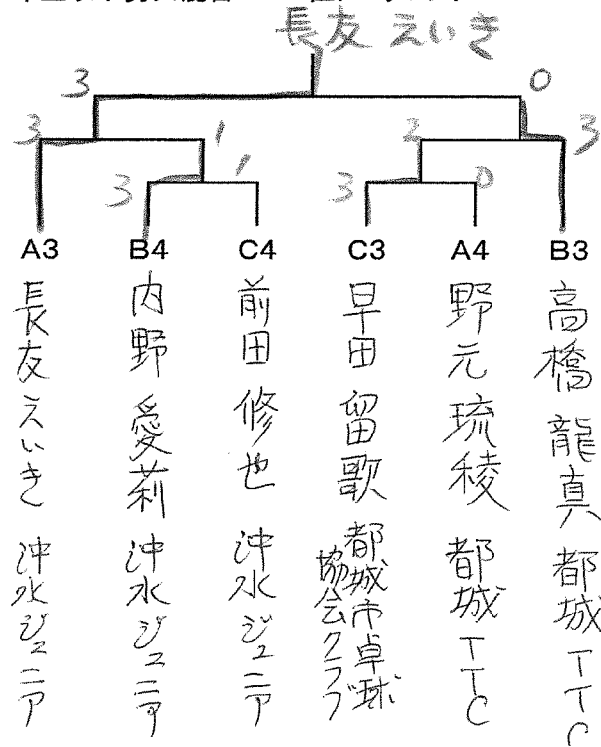 長友 えいき
3 0
3 1 2 3
3 1 3 0
A3 B4 C4 C3 A4 B3
長友えいき 沖水ジュニア
内野 愛莉 沖水ジュニア
前田 修也 沖水ジュニア
早田 留歌 都城市卓球協会クラブ
野元 琉稜 都城TTC
高橋 龍真 都城TTC